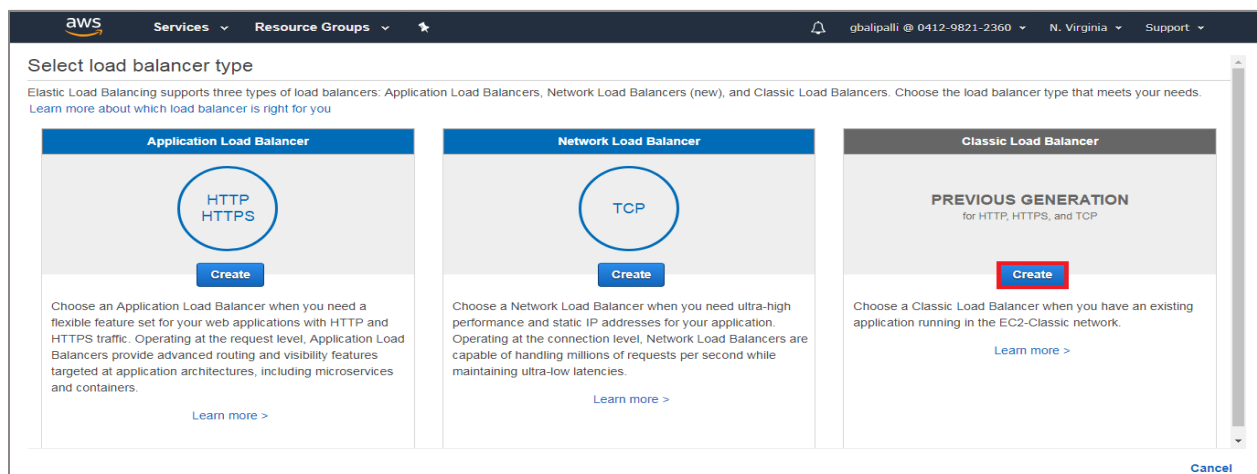 aws Services Resource Groups gbalipalli @ 0412-9821-2360 N. Virginia Support
Select load balancer type
Elastic Load Balancing supports three types of load balancers: Application Load Balancers, Network Load Balancers (new), and Classic Load Balancers. Choose the load balancer type that meets your needs.
Learn more about which load balancer is right for you
Application Load Balancer
HTTP
HTTPS
Create
Choose an Application Load Balancer when you need a
flexible feature set for your web applications with HTTP and
HTTPS traffic. Operating at the request level, Application Load
Balancers provide advanced routing and visibility features
targeted at application architectures, including microservices
and containers.
Learn more >
Network Load Balancer
TCP
Create
Choose a Network Load Balancer when you need ultra-high
performance and static IP addresses for your application.
Operating at the connection level, Network Load Balancers are
capable of handling millions of requests per second while
maintaining ultra-low latencies.
Learn more >
Classic Load Balancer
PREVIOUS GENERATION
for HTTP, HTTPS, and TCP
Create
Choose a Classic Load Balancer when you have an existing
application running in the EC2-Classic network.
Learn more >
Cancel